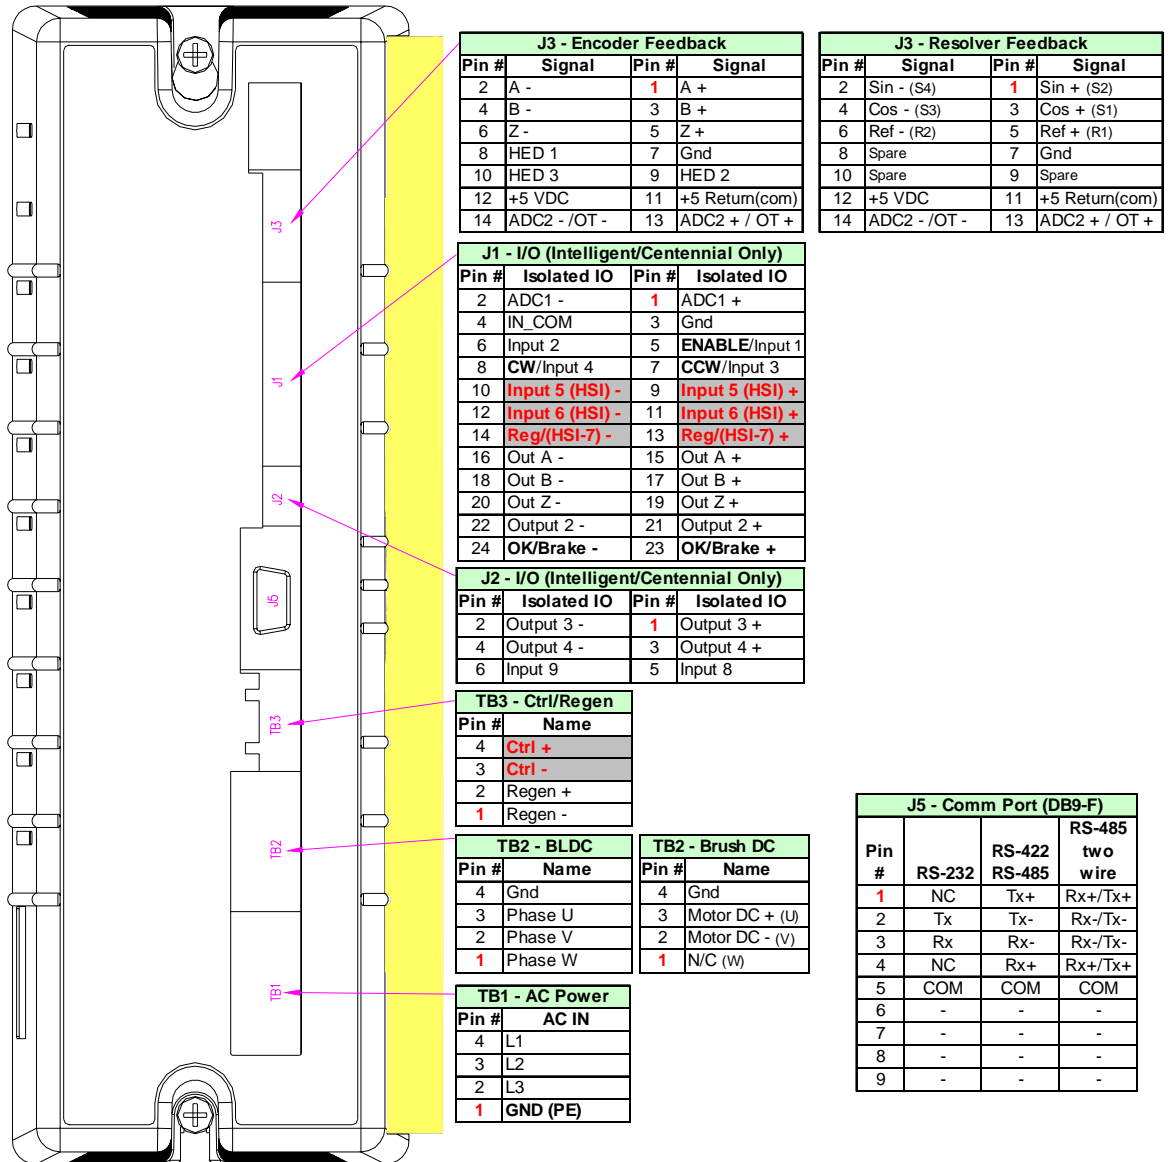 J3 - Encoder Feedback
Pin # Signal Pin # Signal
2 A - 1 A +
4 B - 3 B +
6 Z - 5 Z +
8 HED 1 7 Gnd
10 HED 3 9 HED 2
12 +5 VDC 11 +5 Return(com)
14 ADC2 - /OT - 13 ADC2 + / OT +
J3 - Resolver Feedback
Pin # Signal Pin # Signal
2 Sin - (S4) 1 Sin + (S2)
4 Cos - (S3) 3 Cos + (S1)
6 Ref - (R2) 5 Ref + (R1)
8 Spare 7 Gnd
10 Spare 9 Spare
12 +5 VDC 11 +5 Return(com)
14 ADC2 - /OT - 13 ADC2 + / OT +
J1 - I/O (Intelligent/Centennial Only)
Pin # Isolated IO Pin # Isolated IO
2 ADC1 - 1 ADC1 +
4 IN_COM 3 Gnd
6 Input 2 5 ENABLE/Input 1
8 CW/Input 4 7 CCW/Input 3
10 Input 5 (HSI) - 9 Input 5 (HSI) +
12 Input 6 (HSI) - 11 Input 6 (HSI) +
14 Reg/(HSI-7) - 13 Reg/(HSI-7) +
16 Out A - 15 Out A +
18 Out B - 17 Out B +
20 Out Z - 19 Out Z +
22 Output 2 - 21 Output 2 +
24 OK/Brake - 23 OK/Brake +
J2 - I/O (Intelligent/Centennial Only)
Pin # Isolated IO Pin # Isolated IO
2 Output 3 - 1 Output 3 +
4 Output 4 - 3 Output 4 +
6 Input 9 5 Input 8
TB3 - Ctrl/Regen
Pin # Name
4 Ctrl +
3 Ctrl -
2 Regen +
1 Regen -
TB2 - BLDC
Pin # Name
4 Gnd
3 Phase U
2 Phase V
1 Phase W
TB2 - Brush DC
Pin # Name
4 Gnd
3 Motor DC + (U)
2 Motor DC - (V)
1 N/C (W)
TB1 - AC Power
Pin # AC IN
4 L1
3 L2
2 L3
1 GND (PE)
J5 - Comm Port (DB9-F)
RS-485
Pin RS-422 two
# RS-232 RS-485 wire
1 NC Tx+ Rx+/Tx+
2 Tx Tx- Rx-/Tx-
3 Rx Rx- Rx-/Tx-
4 NC Rx+ Rx+/Tx+
5 COM COM COM
6 - - -
7 - - -
8 - - -
9 - - -
J3
J1
J2
J5
TB3
TB2
TB1